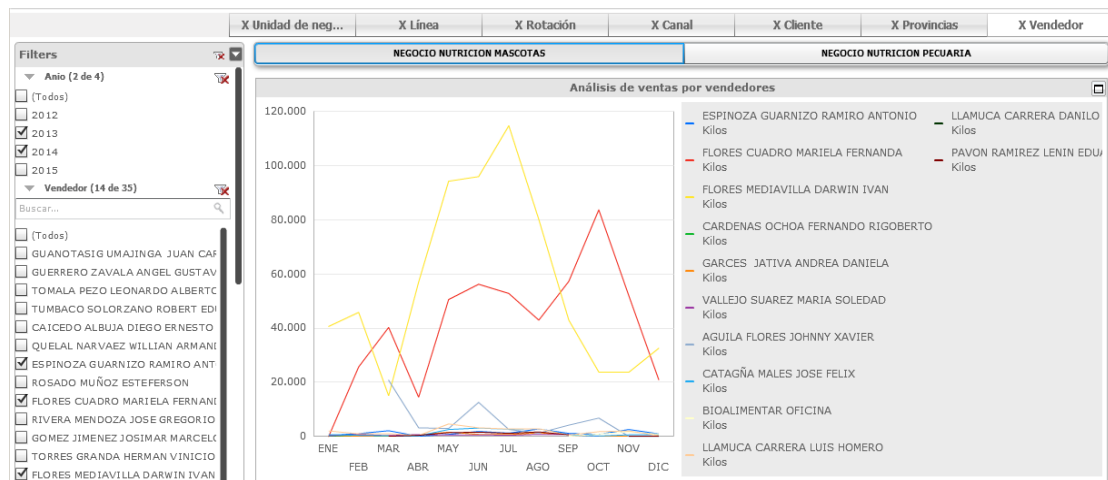 X Unidad de neg...
X Línea
X Rotación
X Canal
X Cliente
X Provincias
X Vendedor
Filters
Anio (2 de 4)
(Todos)
2012
2013
2014
2015
Vendedor (14 de 35)
Buscar...
(Todos)
GUANOTASIG UMAJINGA JUAN CAR
GUERRERO ZAVALA ANGEL GUSTAV
TOMALA PEZO LEONARDO ALBERTO
TUMBACO SOLORZANO ROBERT EDU
CAICEDO ALBUJA DIEGO ERNESTO
QUELAL NARVAEZ WILLIAN ARMAND
ESPINOZA GUARNIZO RAMIRO ANT
ROSADO MUÑOZ ESTEFERSON
FLORES CUADRO MARIELA FERNAND
RIVERA MENDOZA JOSE GREGORIO
GOMEZ JIMENEZ JOSIMAR MARCELO
TORRES GRANDA HERMAN VINICIO
FLORES MEDIAVILLA DARWIN IVAN
NEGOCIO NUTRICION MASCOTAS
NEGOCIO NUTRICION PECUARIA
Análisis de ventas por vendedores
120.000
100.000
80.000
60.000
40.000
20.000
0
ENE
FEB
MAR
ABR
MAY
JUN
JUL
AGO
SEP
OCT
NOV
DIC
ESPINOZA GUARNIZO RAMIRO ANTONIO
Kilos
FLORES CUADRO MARIELA FERNANDA
Kilos
FLORES MEDIAVILLA DARWIN IVAN
Kilos
CARDENAS OCHOA FERNANDO RIGOBERTO
Kilos
GARCES JATIVA ANDREA DANIELA
Kilos
VALLEJO SUAREZ MARIA SOLEDAD
Kilos
AGUILA FLORES JOHNNY XAVIER
Kilos
CATAGÑA MALES JOSE FELIX
Kilos
BIOALIMENTAR OFICINA
Kilos
LLAMUCA CARRERA LUIS HOMERO
Kilos
LLAMUCA CARRERA DANILO
Kilos
PAVON RAMIREZ LENIN EDUA
Kilos